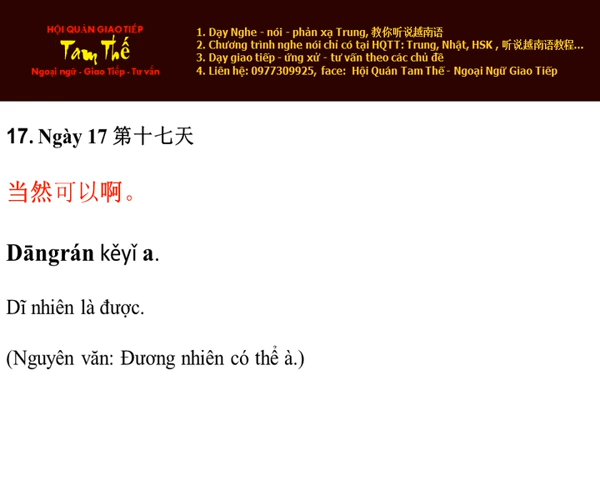 HỘI QUÁN GIAO TIẾP
Tam Thế
Ngoại ngữ - Giao Tiếp - Tư vấn
1. Dạy Nghe - nói - phản xạ Trung, 教你听说越南语
2. Chương trình nghe nói chỉ có tại HQTT: Trung, Nhật, HSK , 听说越南语教程...
3. Dạy giao tiếp - ứng xử - tư vấn theo các chủ đề
4. Liên hệ: 0977309925, face: Hội Quán Tam Thế - Ngoại Ngữ Giao Tiếp
17. Ngày 17 第十七天
当然可以啊。
Dāngrán kěyǐ a.
Dĩ nhiên là được.
(Nguyên văn: Đương nhiên có thể à.)